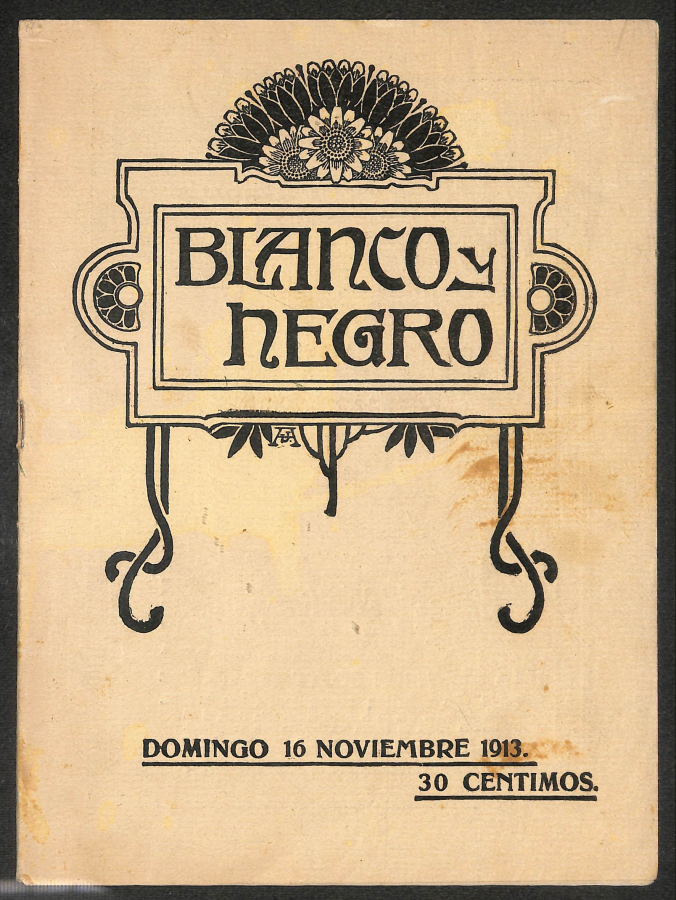 BLANCO y
NEGRO
DOMINGO 16 NOVIEMBRE 1913.
30 CENTIMOS.